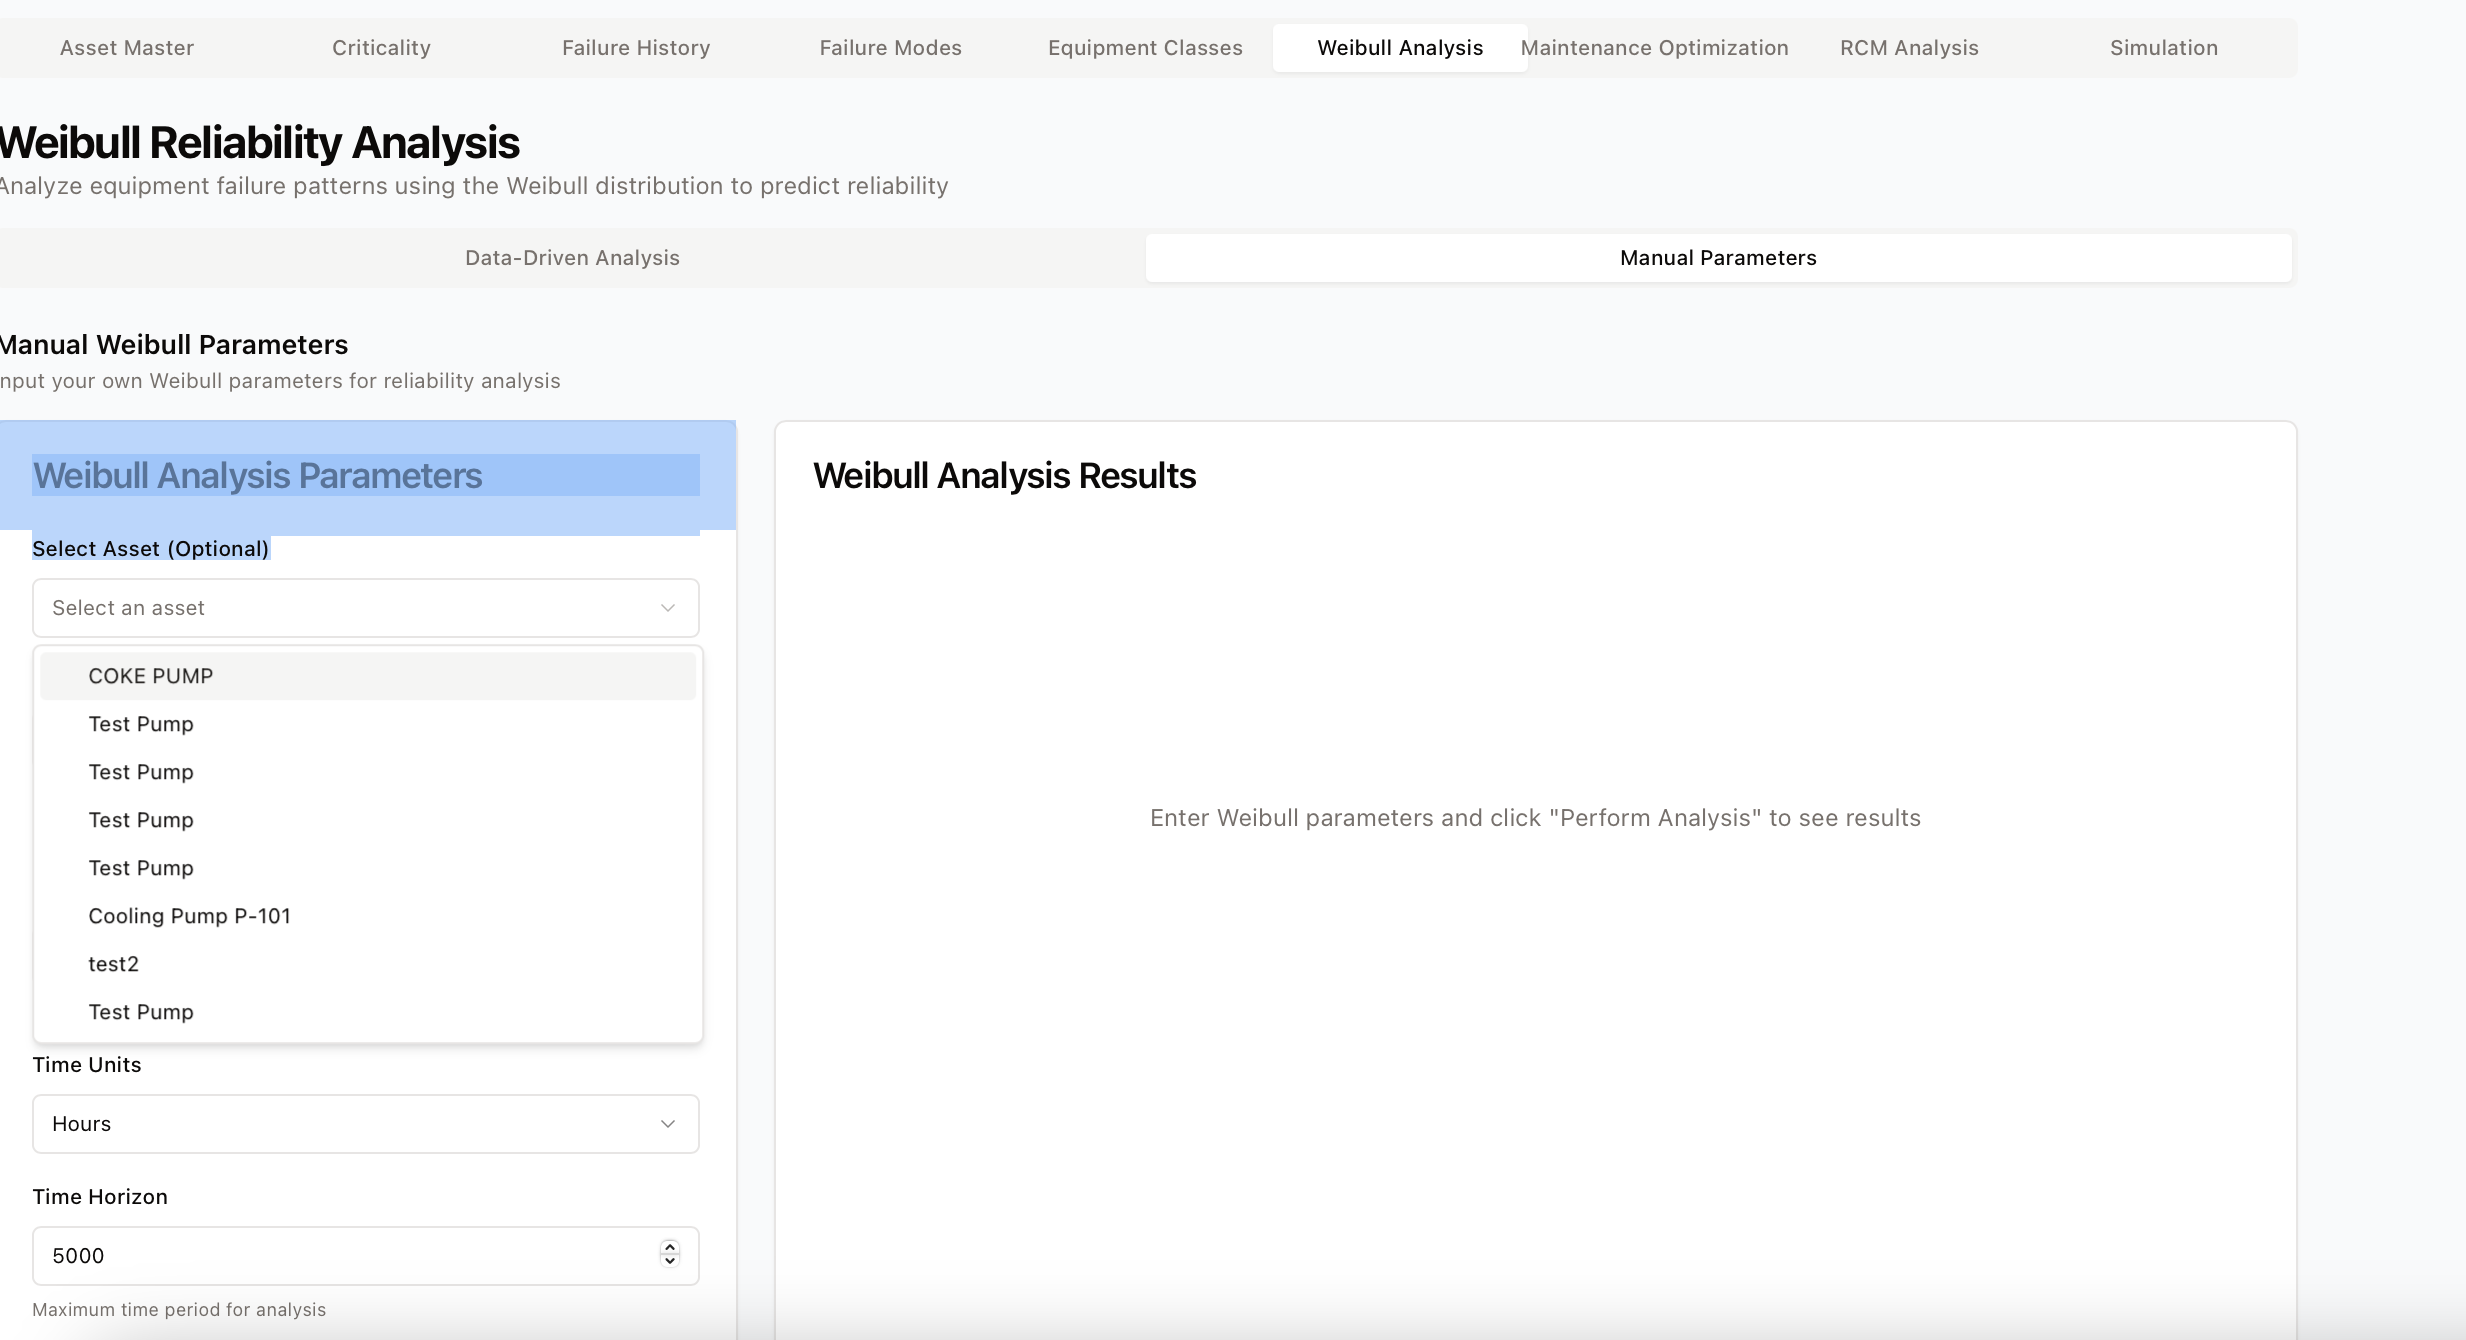 Asset Master Criticality Failure History Failure Modes Equipment Classes Weibull Analysis Maintenance Optimization RCM Analysis Simulation
Weibull Reliability Analysis
Analyze equipment failure patterns using the Weibull distribution to predict reliability
Data-Driven Analysis Manual Parameters
Manual Weibull Parameters
nput your own Weibull parameters for reliability analysis
Weibull Analysis Parameters
Select Asset (Optional)
Select an asset
COKE PUMP
Test Pump
Test Pump
Test Pump
Test Pump
Cooling Pump P-101
test2
Test Pump
Time Units
Hours
Time Horizon
5000
Maximum time period for analysis
Weibull Analysis Results
Enter Weibull parameters and click "Perform Analysis" to see results